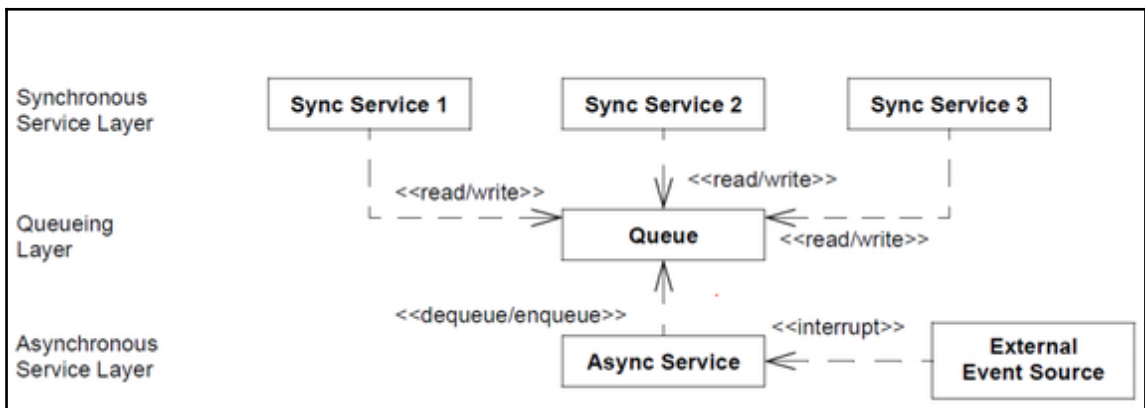 Synchronous
Service Layer
Sync Service 1
Sync Service 2
Sync Service 3
<<read/write>>
<<read/write>>
Queueing
Layer
Queue
<<read/write>>
<<dequeue/enqueue>>
<<interrupt>>
Asynchronous
Service Layer
Async Service
External
Event Source